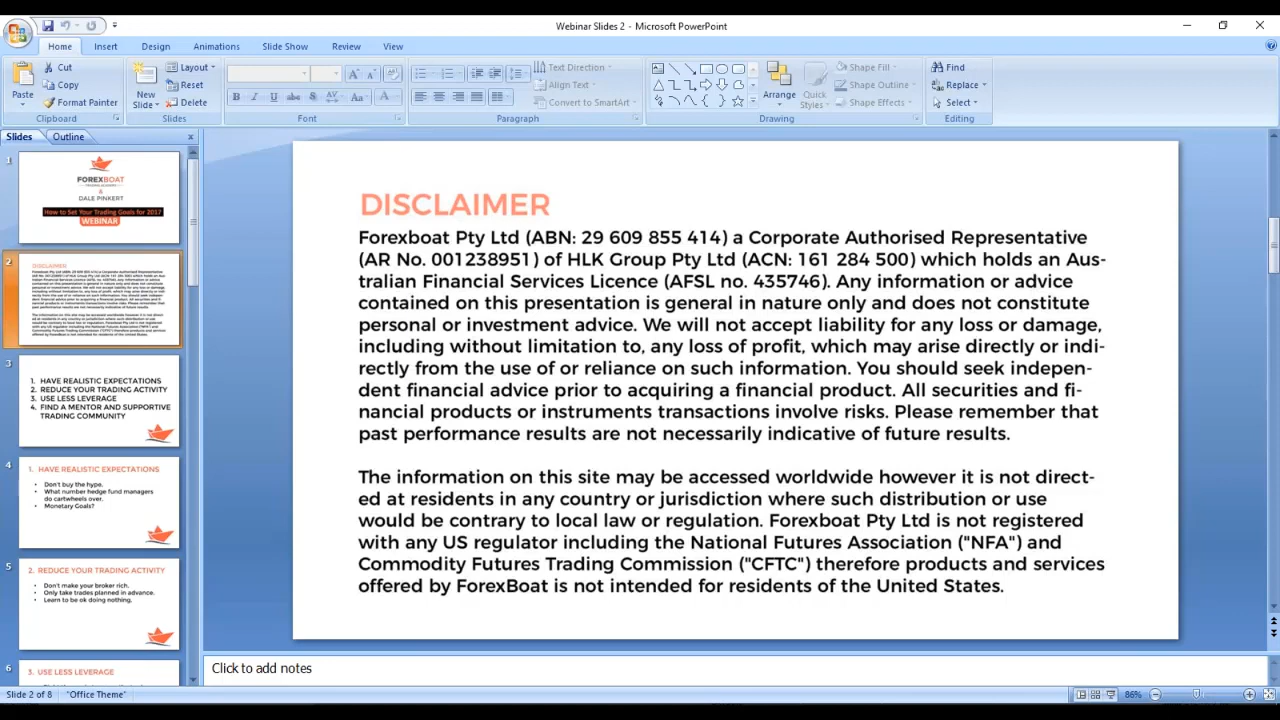 Webinar Slides 2 - Microsoft PowerPoint
Home Insert Design Animations Slide Show Review View
Paste
Cut
Copy
Format Painter
Clipboard
New Slide
Layout
Reset
Delete
Slides
B I U abc S AV Aa A
Font
Text Direction
Align Text
Convert to SmartArt
Paragraph
Arrange
Quick Styles
Shape Fill
Shape Outline
Shape Effects
Drawing
Find
Replace
Select
Editing
Slides Outline
1
FOREXBOAT
TRADING ACADEMY
&
DALE PINKERT
How to Set Your Trading Goals for 2017
WEBINAR
2
DISCLAIMER
3
1. HAVE REALISTIC EXPECTATIONS
2. REDUCE YOUR TRADING ACTIVITY
3. USE LESS LEVERAGE
4. FIND A MENTOR AND SUPPORTIVE
TRADING COMMUNITY
4
1. HAVE REALISTIC EXPECTATIONS
• Don't buy the hype.
• What number hedge fund managers
do cartwheels over.
• Monetary Goals?
5
2. REDUCE YOUR TRADING ACTIVITY
• Don't make your broker rich.
• Only take trades planned in advance.
• Learn to be ok doing nothing.
6
3. USE LESS LEVERAGE
DISCLAIMER
Forexboat Pty Ltd (ABN: 29 609 855 414) a Corporate Authorised Representative
(AR No. 001238951) of HLK Group Pty Ltd (ACN: 161 284 500) which holds an Aus-
tralian Financial Services Licence (AFSL no. 435746). Any information or advice
contained on this presentation is general in nature only and does not constitute
personal or investment advice. We will not accept liability for any loss or damage,
including without limitation to, any loss of profit, which may arise directly or indi-
rectly from the use of or reliance on such information. You should seek indepen-
dent financial advice prior to acquiring a financial product. All securities and fi-
nancial products or instruments transactions involve risks. Please remember that
past performance results are not necessarily indicative of future results.
The information on this site may be accessed worldwide however it is not direct-
ed at residents in any country or jurisdiction where such distribution or use
would be contrary to local law or regulation. Forexboat Pty Ltd is not registered
with any US regulator including the National Futures Association ("NFA") and
Commodity Futures Trading Commission ("CFTC") therefore products and services
offered by ForexBoat is not intended for residents of the United States.
Click to add notes
Slide 2 of 8 "Office Theme" 86%